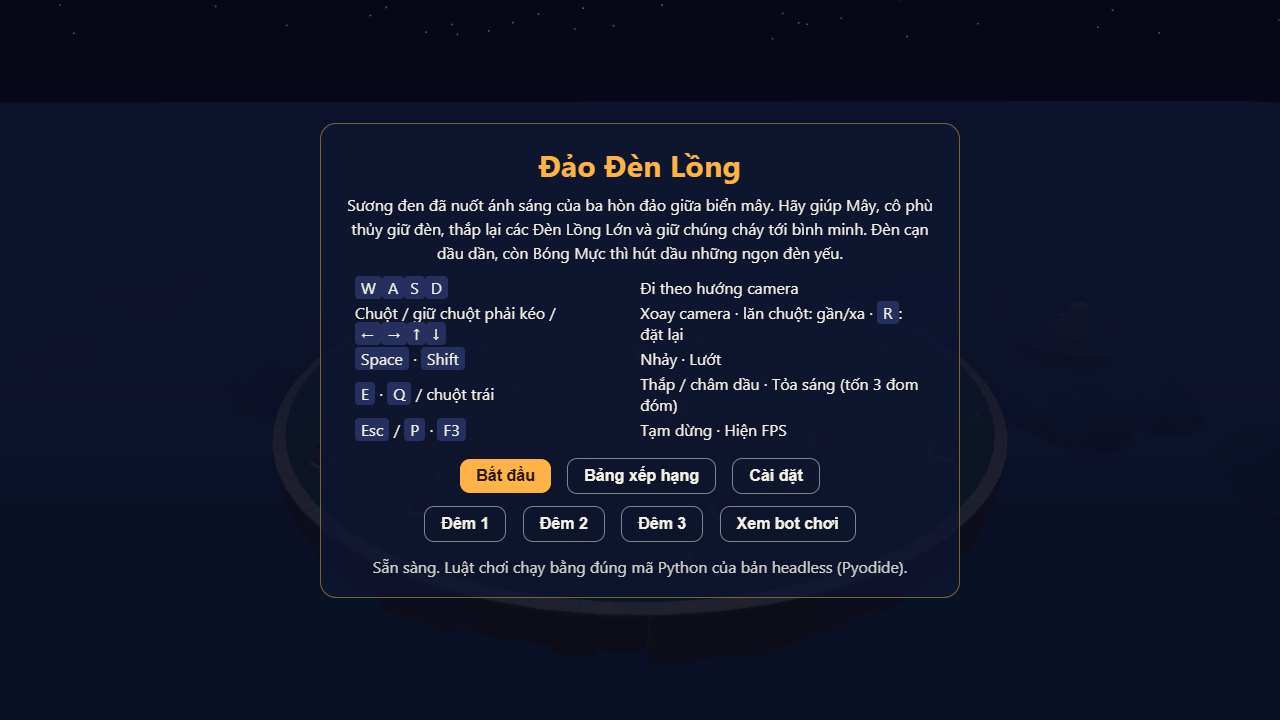 Đảo Đèn Lồng
Sương đen đã nuốt ánh sáng của ba hòn đảo giữa biển mây. Hãy giúp Mây, cô phù
thủy giữ đèn, thắp lại các Đèn Lồng Lớn và giữ chúng cháy tới bình minh. Đèn cạn
dầu dần, còn Bóng Mực thì hút dầu những ngọn đèn yếu.
W A S D Đi theo hướng camera
Chuột / giữ chuột phải kéo / Xoay camera · lăn chuột: gần/xa · R:
← → ↑ ↓ đặt lại
Space · Shift Nhảy · Lướt
E · Q / chuột trái Thắp / châm dầu · Tỏa sáng (tốn 3 đom
đóm)
Esc / P · F3 Tạm dừng · Hiện FPS
Bắt đầu Bảng xếp hạng Cài đặt
Đêm 1 Đêm 2 Đêm 3 Xem bot chơi
Sẵn sàng. Luật chơi chạy bằng đúng mã Python của bản headless (Pyodide).